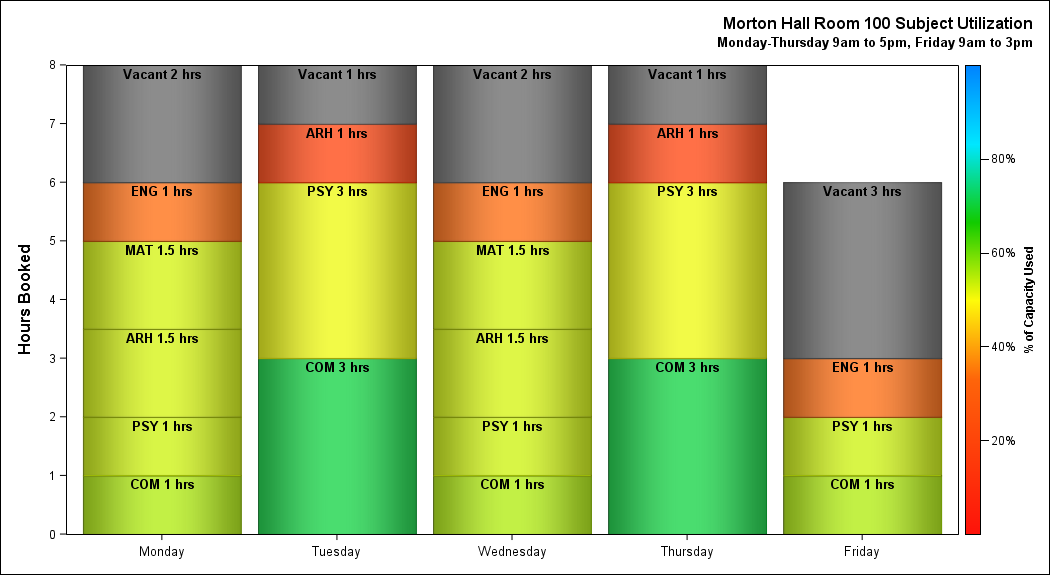 Morton Hall Room 100 Subject Utilization
Monday-Thursday 9am to 5pm, Friday 9am to 3pm
Hours Booked
8
7
6
5
4
3
2
1
0
Vacant 2 hrs
ENG 1 hrs
MAT 1.5 hrs
ARH 1.5 hrs
PSY 1 hrs
COM 1 hrs
Monday
Vacant 1 hrs
ARH 1 hrs
PSY 3 hrs
COM 3 hrs
Tuesday
Vacant 2 hrs
ENG 1 hrs
MAT 1.5 hrs
ARH 1.5 hrs
PSY 1 hrs
COM 1 hrs
Wednesday
Vacant 1 hrs
ARH 1 hrs
PSY 3 hrs
COM 3 hrs
Thursday
Vacant 3 hrs
ENG 1 hrs
PSY 1 hrs
COM 1 hrs
Friday
80%
60%
40%
20%
% of Capacity Used